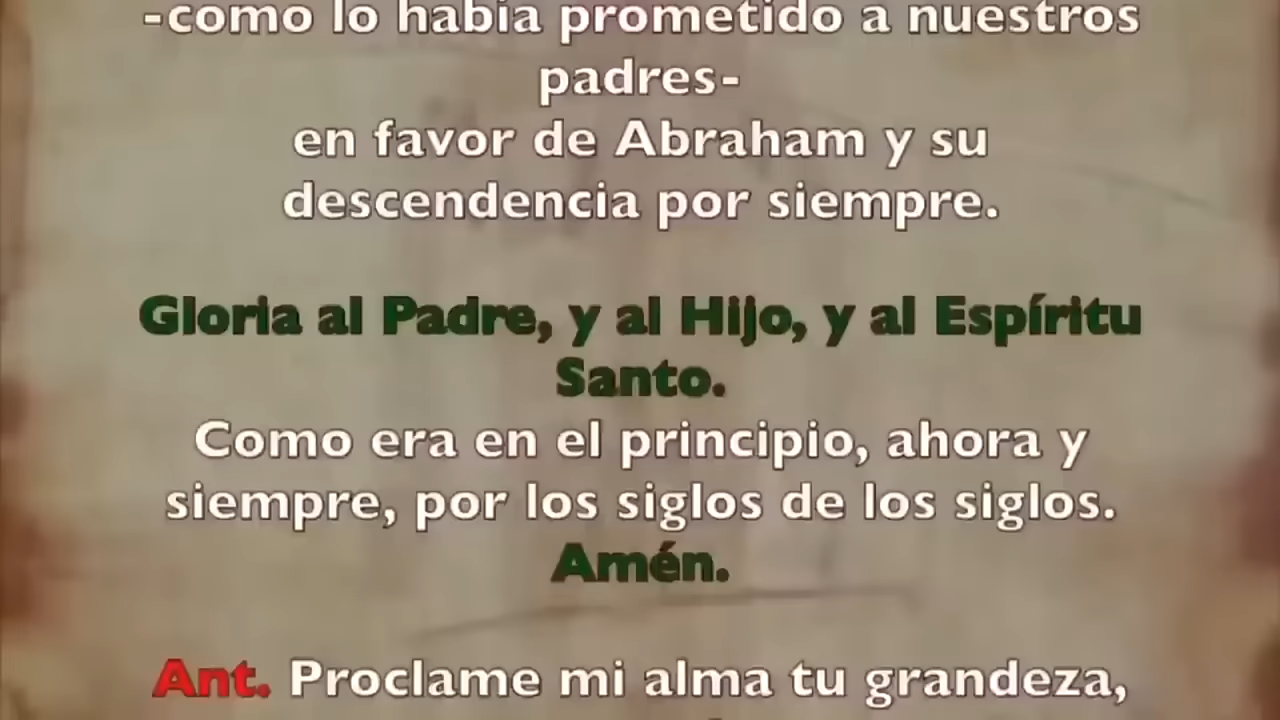 -como lo había prometido a nuestros
padres-
en favor de Abraham y su
descendencia por siempre.
Gloria al Padre, y al Hijo, y al Espíritu
Santo.
Como era en el principio, ahora y
siempre, por los siglos de los siglos.
Amén.
Ant. Proclame mi alma tu grandeza,